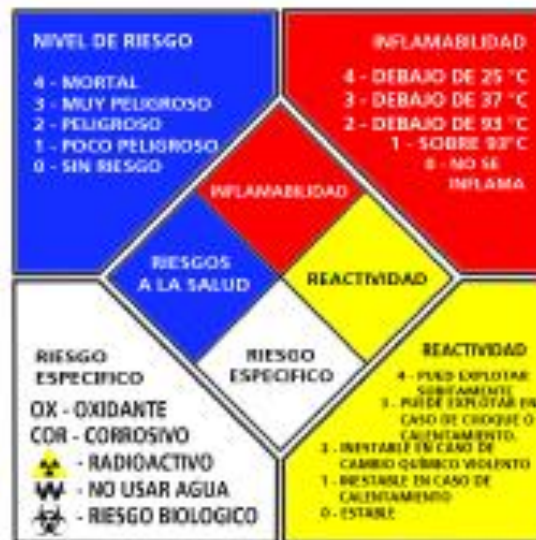 NIVEL DE RIESGO
4 - MORTAL
3 - MUY PELIGROSO
2 - PELIGROSO
1 - POCO PELIGROSO
0 - SIN RIESGO
INFLAMABILIDAD
4 - DEBAJO DE 25 °C
3 - DEBAJO DE 37 °C
2 - DEBAJO DE 93 °C
1 - SOBRE 93°C
0 - NO SE
INFLAMA
INFLAMABILIDAD
RIESGOS
A LA SALUD
REACTIVIDAD
RIESGO
ESPECIFICO
RIESGO
ESPECIFICO
OX - OXIDANTE
COR - CORROSIVO
- RADIOACTIVO
W - NO USAR AGUA
- RIESGO BIOLOGICO
REACTIVIDAD
4 - PUED EXPLOTAR
SUBITAMENTE
3 - PUEDE EXPLOTAR EN
CASO DE CHOQUE O
CALENTAMIENTO.
2 - INESTABLE EN CASO DE
CAMBIO QUÍMICO VIOLENTO
1 - INESTABLE EN CASO DE
CALENTAMIENTO
0 - ESTABLE